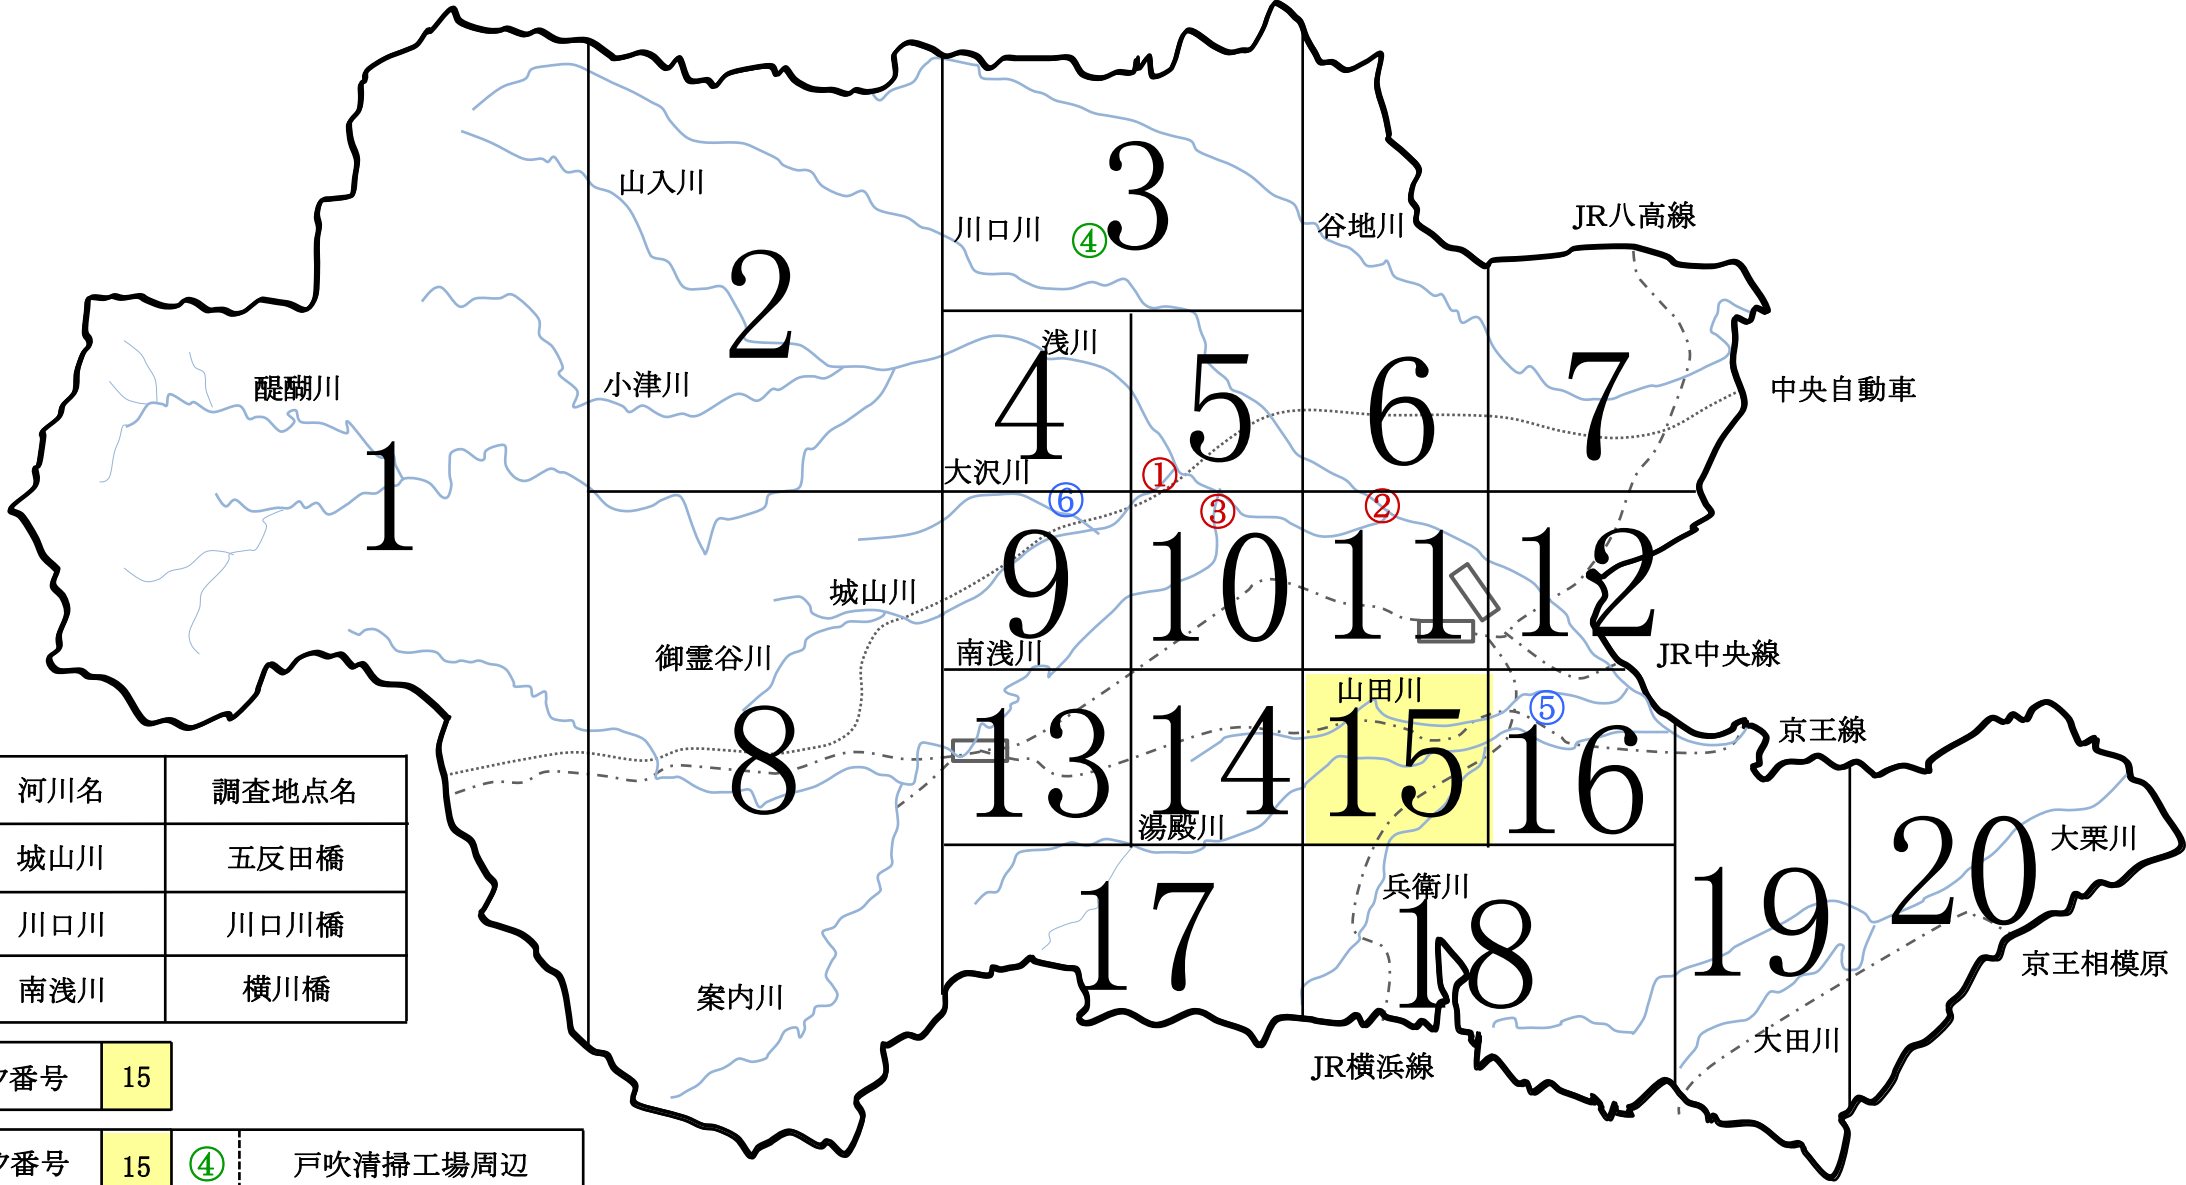 山入川
3
JR八高線
川口川
④
谷地川
2
浅川
醍醐川
小津川
4
5
6
7
中央自動車
1
大沢川
①
⑥
③
②
9
10
11
12
城山川
御霊谷川
南浅川
JR中央線
山田川
⑤
8
13
14
15
16
京王線
湯殿川
河川名 調査地点名
城山川 五反田橋
川口川 川口川橋
南浅川 横川橋
兵衛川
17
18
19
20
大栗川
京王相模原
案内川
大田川
JR横浜線
番号 15
番号 15 ④ 戸吹清掃工場周辺